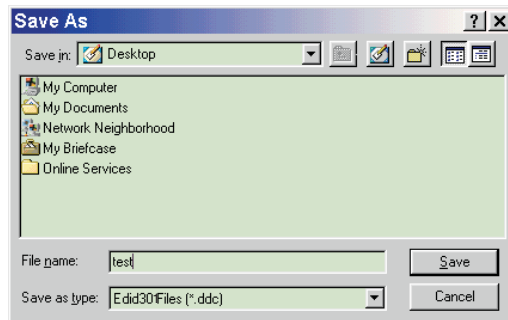 Save As
Save in: Desktop
My Computer
My Documents
Network Neighborhood
My Briefcase
Online Services
File name: test
Save
Save as type: Edid301Files (*.ddc)
Cancel